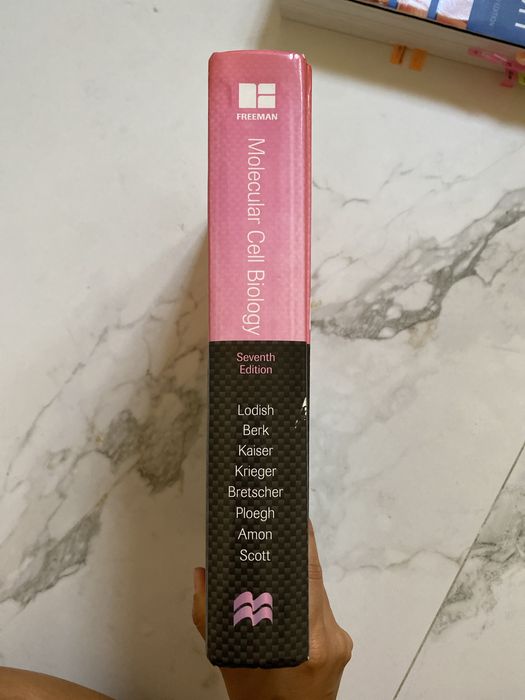 FREEMAN
Molecular Cell Biology
Seventh
Edition
Lodish
Berk
Kaiser
Krieger
Bretscher
Ploegh
Amon
Scott